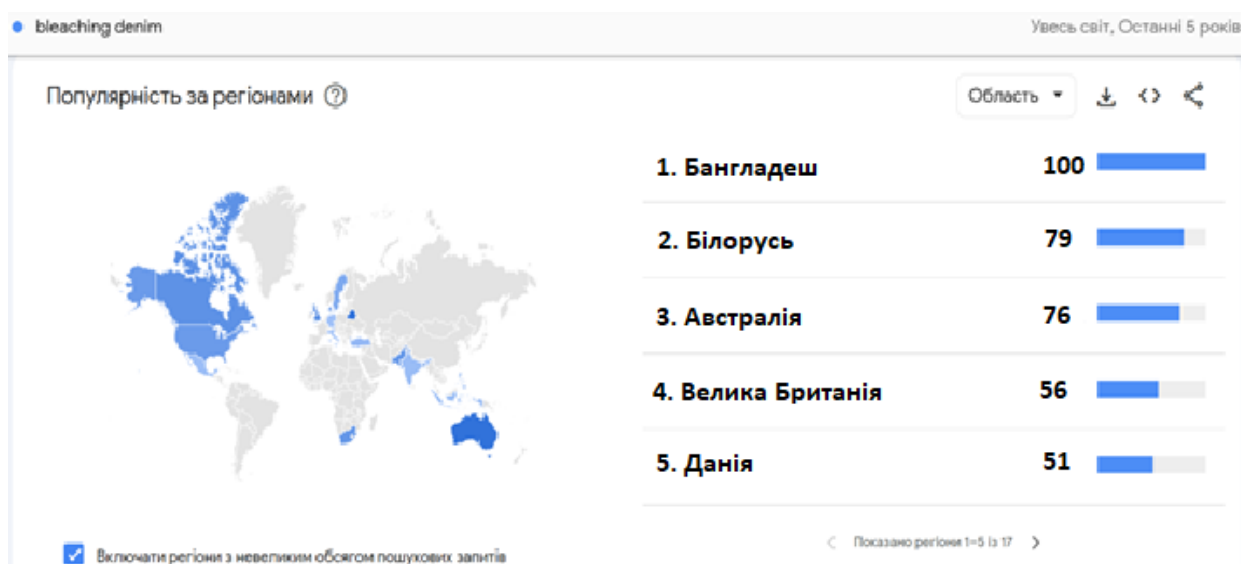 bleaching denim
Увесь світ, Останні 5 років
Популярність за регіонами
Область
1. Бангладеш 100
2. Білорусь 79
3. Австралія 76
4. Велика Британія 56
5. Данія 51
Включати регіони з невеликим обсягом пошукових запитів
Показано регіони 1–5 із 17